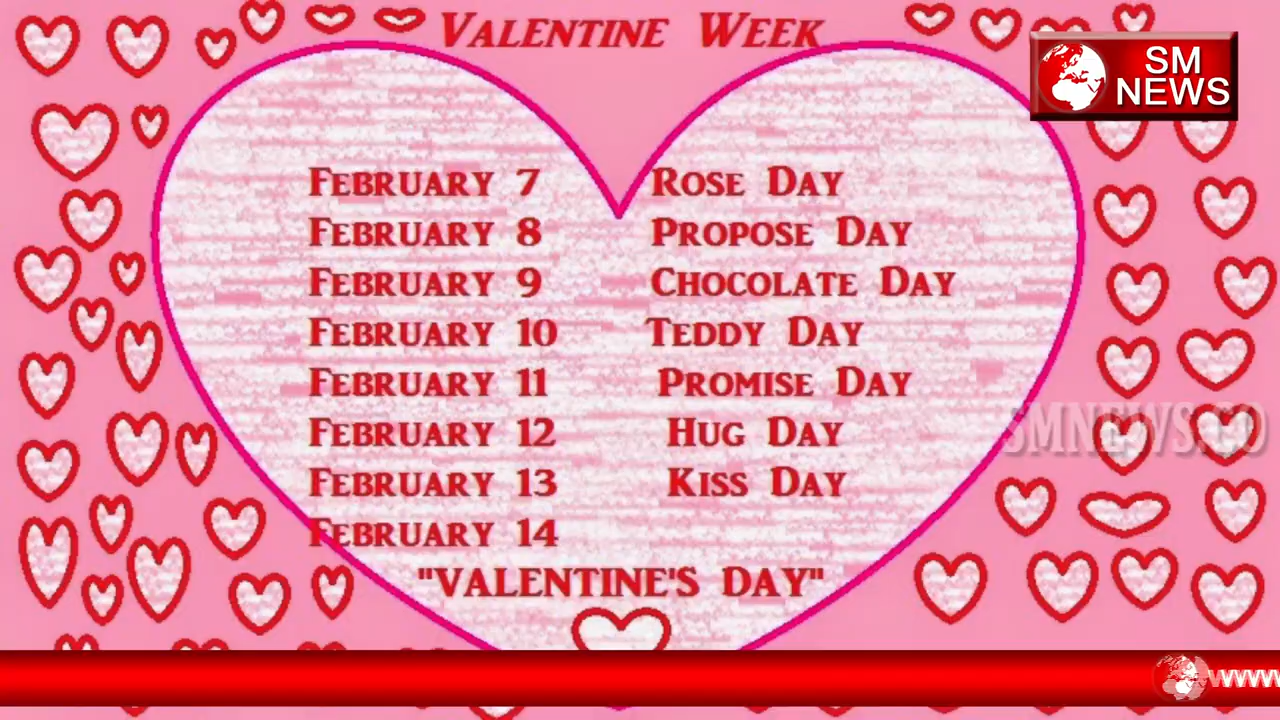 Valentine Week
SM
NEWS
February 7 Rose Day
February 8 Propose Day
February 9 Chocolate Day
February 10 Teddy Day
February 11 Promise Day
February 12 Hug Day
February 13 Kiss Day
SMNEWS.CO
February 14
"VALENTINE'S DAY"
www